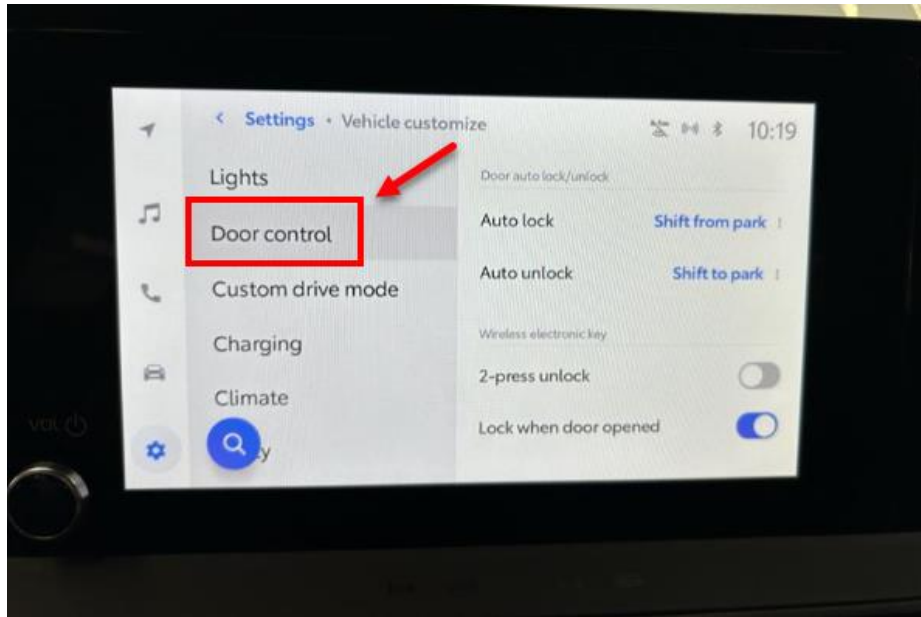 < Settings • Vehicle customize
10:19
Lights
Door control
Custom drive mode
Charging
Climate
Door auto lock/unlock
Auto lock Shift from park
Auto unlock Shift to park
Wireless electronic key
2-press unlock
Lock when door opened
VOL